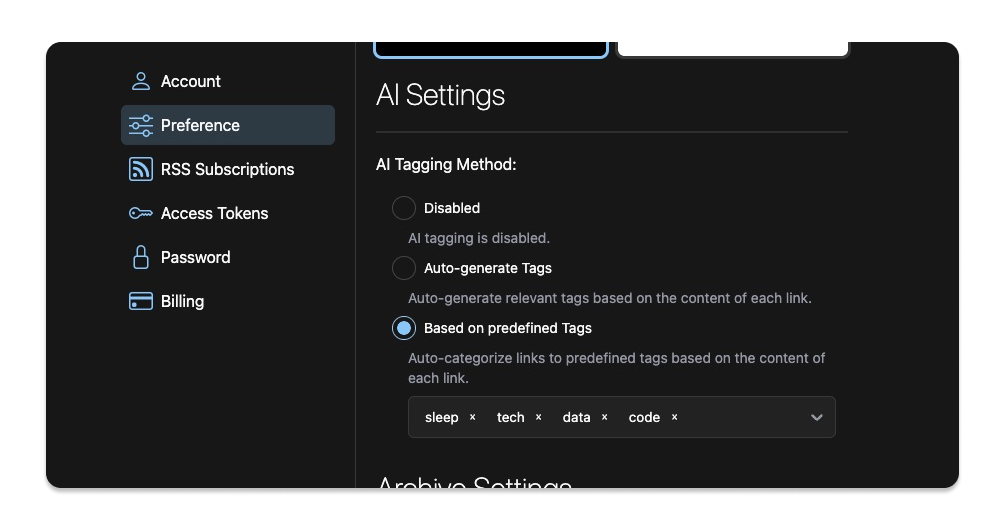 Account
Preference
RSS Subscriptions
Access Tokens
Password
Billing
AI Settings
AI Tagging Method:
Disabled
AI tagging is disabled.
Auto-generate Tags
Auto-generate relevant tags based on the content of each link.
Based on predefined Tags
Auto-categorize links to predefined tags based on the content of
each link.
sleep × tech × data × code ×
Archive Settings